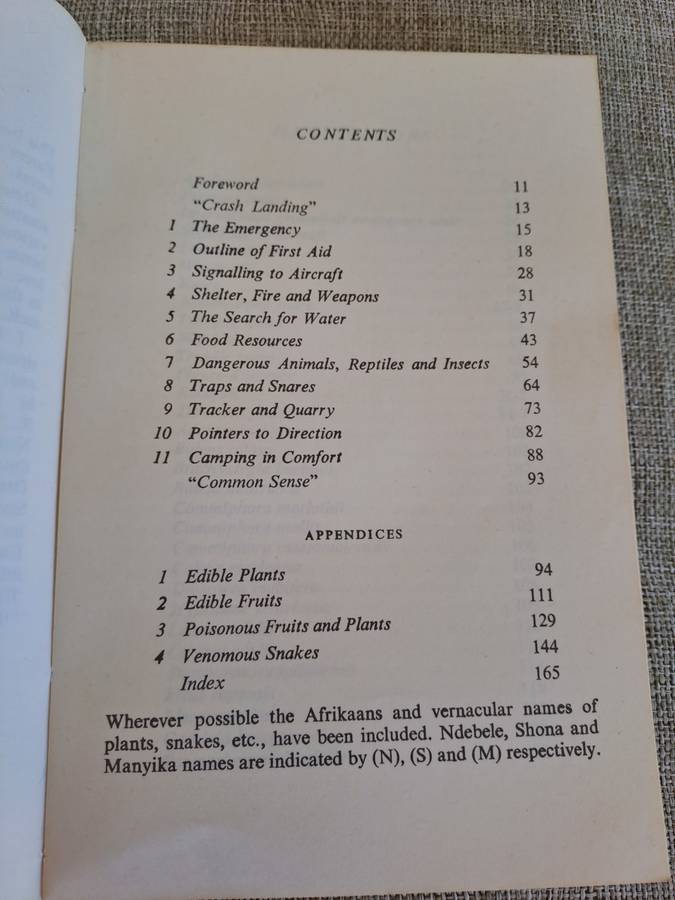 CONTENTS
Foreword 11
"Crash Landing" 13
1 The Emergency 15
2 Outline of First Aid 18
3 Signalling to Aircraft 28
4 Shelter, Fire and Weapons 31
5 The Search for Water 37
6 Food Resources 43
7 Dangerous Animals, Reptiles and Insects 54
8 Traps and Snares 64
9 Tracker and Quarry 73
10 Pointers to Direction 82
11 Camping in Comfort 88
"Common Sense" 93
APPENDICES
1 Edible Plants 94
2 Edible Fruits 111
3 Poisonous Fruits and Plants 129
4 Venomous Snakes 144
Index 165
Wherever possible the Afrikaans and vernacular names of
plants, snakes, etc., have been included. Ndebele, Shona and
Manyika names are indicated by (N), (S) and (M) respectively.